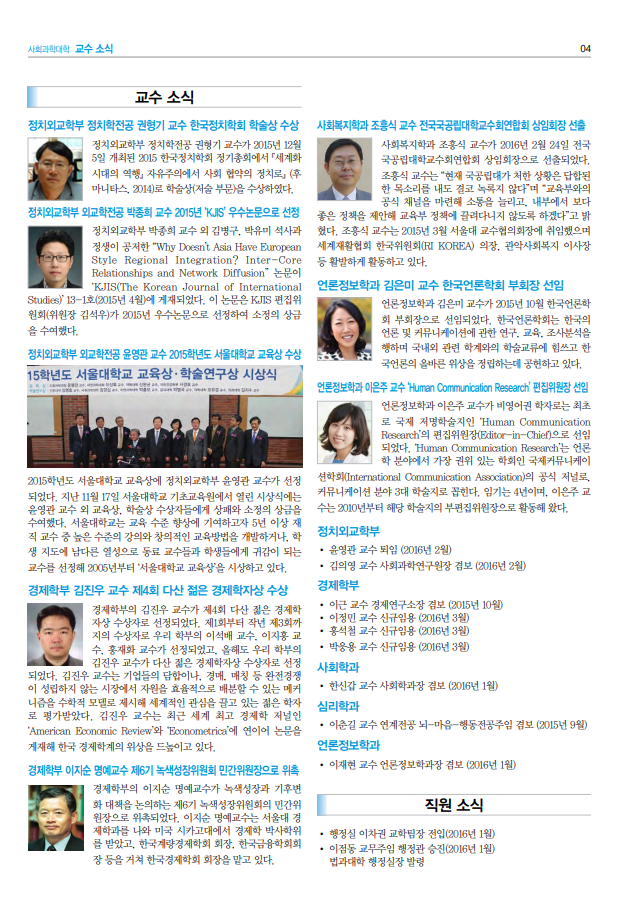 사회과학대학 교수 소식
04
교수 소식
정치외교학부 정치학전공 권형기 교수 한국정치학회 학술상 수상
정치외교학부 정치학전공 권형기 교수가 2015년 12월
5일 개최된 2015 한국정치학회 정기총회에서 『세계화
시대의 역행』 자유주의에서 사회 협약의 정치로』 (후
마니타스, 2014)로 학술상(저술 부문)을 수상하였다.
정치외교학부 외교학전공 박종희 교수 2015년 'KJIS' 우수논문으로 선정
정치외교학부 박종희 교수 외 김병구, 박유미 석사과
정생이 공저한 "Why Doesn't Asia Have European
Style Regional Integration? Inter-Core
Relationships and Network Diffusion" 논문이
'KJIS(The Korean Journal of International
Studies)' 13-1호(2015년 4월)에 게재되었다. 이 논문은 KJIS 편집위
원회(위원장 김석우)가 2015년 우수논문으로 선정하여 소정의 상금
을 수여했다.
정치외교학부 외교학전공 윤영관 교수 2015학년도 서울대학교 교육상 수상
15학년도 서울대학교 교육상·학술연구상 시상식
2015학년도 서울대학교 교육상에 정치외교학부 윤영관 교수가 선정
되었다. 지난 11월 17일 서울대학교 기초교육원에서 열린 시상식에는
윤영관 교수 외 교육상, 학술상 수상자들에게 상패와 소정의 상금을
수여했다. 서울대학교는 교육 수준 향상에 기여하고자 5년 이상 재
직 교수 중 높은 수준의 강의와 창의적인 교육방법을 개발하거나, 학
생 지도에 남다른 열성으로 동료 교수들과 학생들에게 귀감이 되는
교수를 선정해 2005년부터 '서울대학교 교육상'을 시상하고 있다.
경제학부 김진우 교수 제4회 다산 젊은 경제학자상 수상
경제학부의 김진우 교수가 제4회 다산 젊은 경제학
자상 수상자로 선정되었다. 제1회부터 작년 제3회까
지의 수상자로 우리 학부의 이석배 교수, 이지홍 교
수, 홍재화 교수가 선정되었고, 올해도 우리 학부의
김진우 교수가 다산 젊은 경제학자상 수상자로 선정
되었다. 김진우 교수는 기업들의 담합이나, 경매, 매칭 등 완전경쟁
이 성립하지 않는 시장에서 자원을 효율적으로 배분할 수 있는 메커
니즘을 수학적 모델로 제시해 세계적인 관심을 끌고 있는 젊은 학자
로 평가받았다. 김진우 교수는 최근 세계 최고 경제학 저널인
'American Economic Review'와 'Econometrica'에 연이어 논문을
게재해 한국 경제학계의 위상을 드높이고 있다.
경제학부 이지순 명예교수 제6기 녹색성장위원회 민간위원장으로 위촉
경제학부의 이지순 명예교수가 녹색성장과 기후변
화 대책을 논의하는 제6기 녹색성장위원회의 민간위
원장으로 위촉되었다. 이지순 명예교수는 서울대 경
제학과를 나와 미국 시카고대에서 경제학 박사학위
를 받았고, 한국계량경제학회 회장, 한국금융학회회
장 등을 거쳐 한국경제학회 회장을 맡고 있다.
사회복지학과 조흥식 교수 전국국공립대학교수회연합회 상임회장 선출
사회복지학과 조흥식 교수가 2016년 2월 24일 전국
국공립대학교수회연합회 상임회장으로 선출되었다.
조흥식 교수는 "현재 국공립대가 처한 상황은 답합된
한 목소리를 내도 결코 녹록지 않다"며 "교육부와의
공식 채널을 마련해 소통을 늘리고, 내부에서 보다
좋은 정책을 제안해 교육부 정책에 끌려다니지 않도록 하겠다"고 밝
혔다. 조흥식 교수는 2015년 3월 서울대 교수협의회장에 취임했으며
세계재활협회 한국위원회(RI KOREA) 의장, 관악사회복지 이사장
등 활발하게 활동하고 있다.
언론정보학과 김은미 교수 한국언론학회 부회장 선임
언론정보학과 김은미 교수가 2015년 10월 한국언론학
회 부회장으로 선임되었다. 한국언론학회는 한국의
언론 및 커뮤니케이션에 관한 연구, 교육, 조사분석을
행하며 국내외 관련 학계와의 학술교류에 힘쓰고 한
국언론의 올바른 위상을 정립하는데 공헌하고 있다.
언론정보학과 이은주 교수 'Human Communication Research' 편집위원장 선임
언론정보학과 이은주 교수가 비영어권 학자로는 최초
로 국제 저명학술지인 'Human Communication
Research'의 편집위원장(Editor-in-Chief)으로 선임
되었다. 'Human Communication Research'는 언론
학 분야에서 가장 권위 있는 학회인 국제커뮤니케이
션학회(International Communication Association)의 공식 저널로,
커뮤니케이션 분야 3대 학술지로 꼽힌다. 임기는 4년이며, 이은주 교
수는 2010년부터 해당 학술지의 부편집위원장으로 활동해 왔다.
정치외교학부
• 윤영관 교수 퇴임 (2016년 2월)
• 김의영 교수 사회과학연구원장 겸보 (2016년 2월)
경제학부
• 이근 교수 경제연구소장 겸보 (2015년 10월)
• 이정민 교수 신규임용 (2016년 3월)
• 홍석철 교수 신규임용 (2016년 3월)
• 박웅용 교수 신규임용 (2016년 3월)
사회학과
• 한신갑 교수 사회학과장 겸보 (2016년 1월)
심리학과
• 이춘길 교수 연계전공 뇌-마음-행동전공주임 겸보 (2015년 9월)
언론정보학과
• 이재현 교수 언론정보학과장 겸보 (2016년 1월)
직원 소식
• 행정실 이차권 교학팀장 전입(2016년 1월)
• 이점동 교무주임 행정관 승진(2016년 1월)
법과대학 행정실장 발령